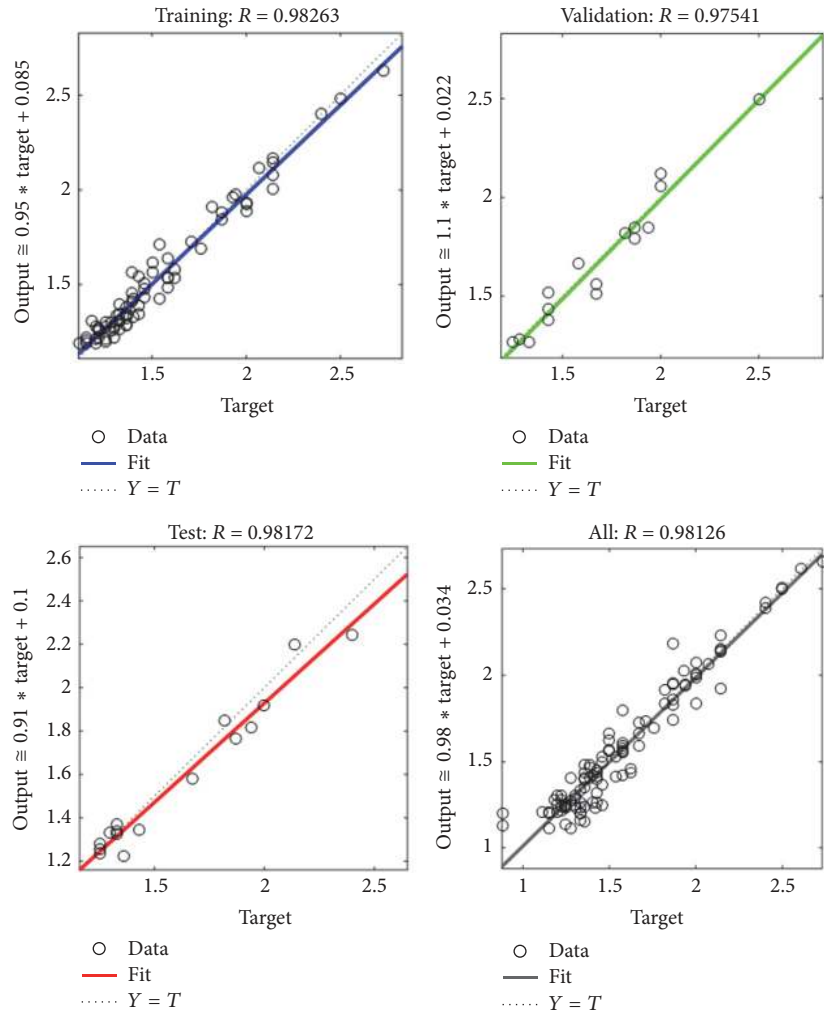 Training: R = 0.98263
Output ≅ 0.95 * target + 0.085
2.5
2
1.5
1.5
2
2.5
Target
Data
Fit
Y = T
Validation: R = 0.97541
Output ≅ 1.1 * target + 0.022
2.5
2
1.5
1.5
2
2.5
Target
Data
Fit
Y = T
Test: R = 0.98172
Output ≅ 0.91 * target + 0.1
2.6
2.4
2.2
2
1.8
1.6
1.4
1.2
1.5
2
2.5
Target
Data
Fit
Y = T
All: R = 0.98126
Output ≅ 0.98 * target + 0.034
2.5
2
1.5
1
1
1.5
2
2.5
Target
Data
Fit
Y = T